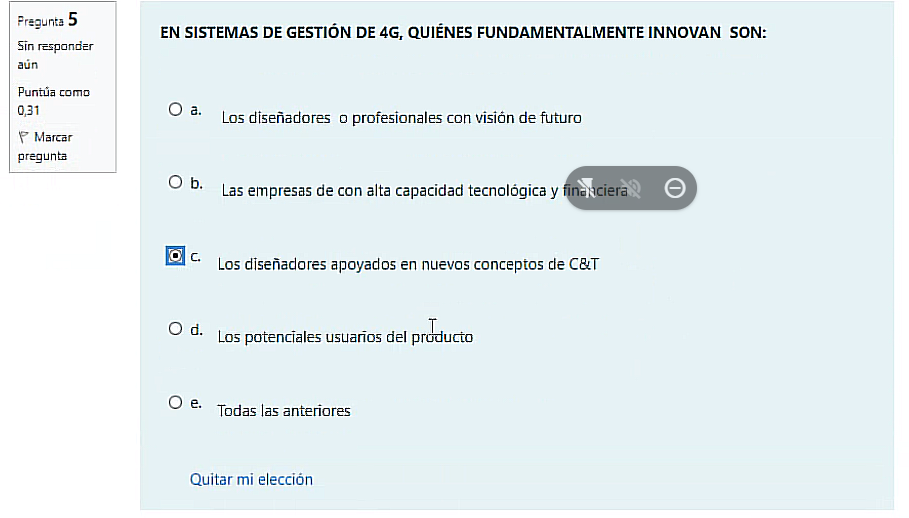 Pregunta 5
Sin responder
aún
Puntúa como
0,31
Marcar
pregunta
EN SISTEMAS DE GESTIÓN DE 4G, QUIÉNES FUNDAMENTALMENTE INNOVAN SON:
a. Los diseñadores o profesionales con visión de futuro
b. Las empresas de con alta capacidad tecnológica y financiera
c. Los diseñadores apoyados en nuevos conceptos de C&T
d. Los potenciales usuarios del producto
e. Todas las anteriores
Quitar mi elección